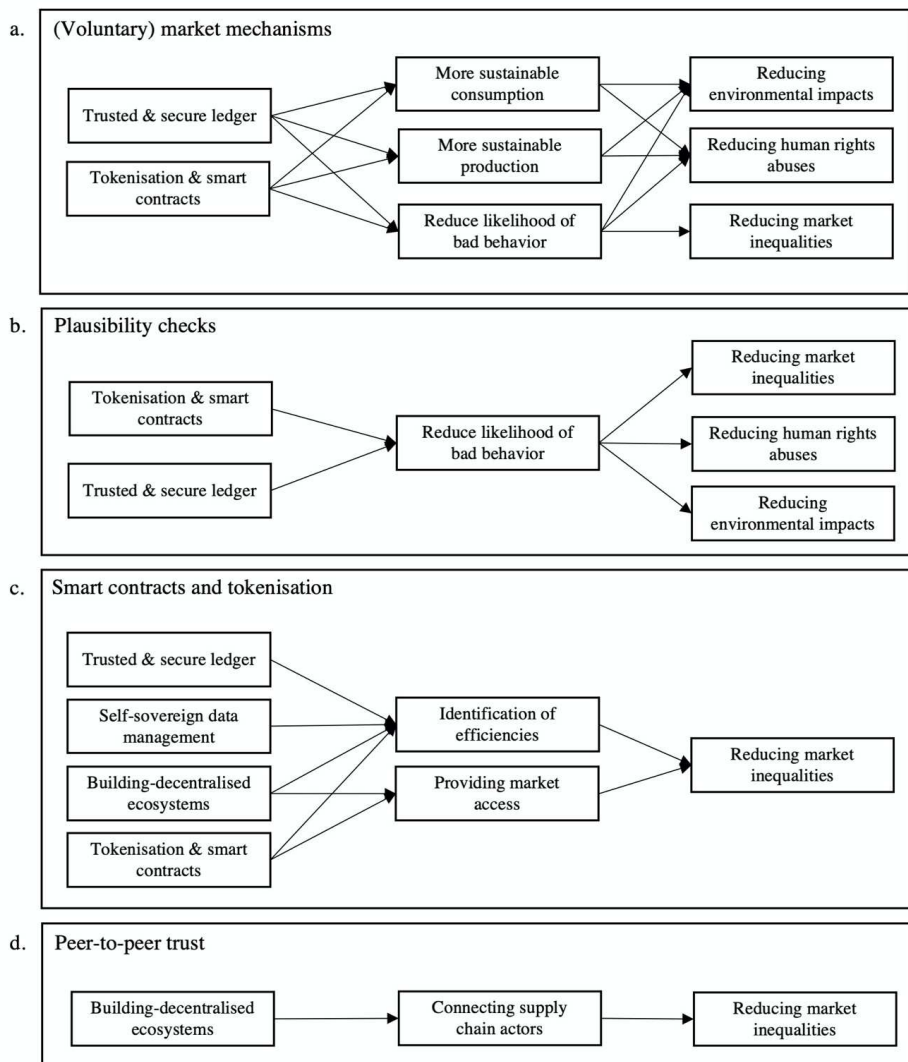 a.
(Voluntary) market mechanisms
Trusted & secure ledger
Tokenisation & smart
contracts
More sustainable
consumption
More sustainable
production
Reduce likelihood of
bad behavior
Reducing
environmental impacts
Reducing human rights
abuses
Reducing market
inequalities
b.
Plausibility checks
Tokenisation & smart
contracts
Trusted & secure ledger
Reduce likelihood of
bad behavior
Reducing market
inequalities
Reducing human rights
abuses
Reducing
environmental impacts
c.
Smart contracts and tokenisation
Trusted & secure ledger
Self-sovereign data
management
Building-decentralised
ecosystems
Tokenisation & smart
contracts
Identification of
efficiencies
Providing market
access
Reducing market
inequalities
d.
Peer-to-peer trust
Building-decentralised
ecosystems
Connecting supply
chain actors
Reducing market
inequalities